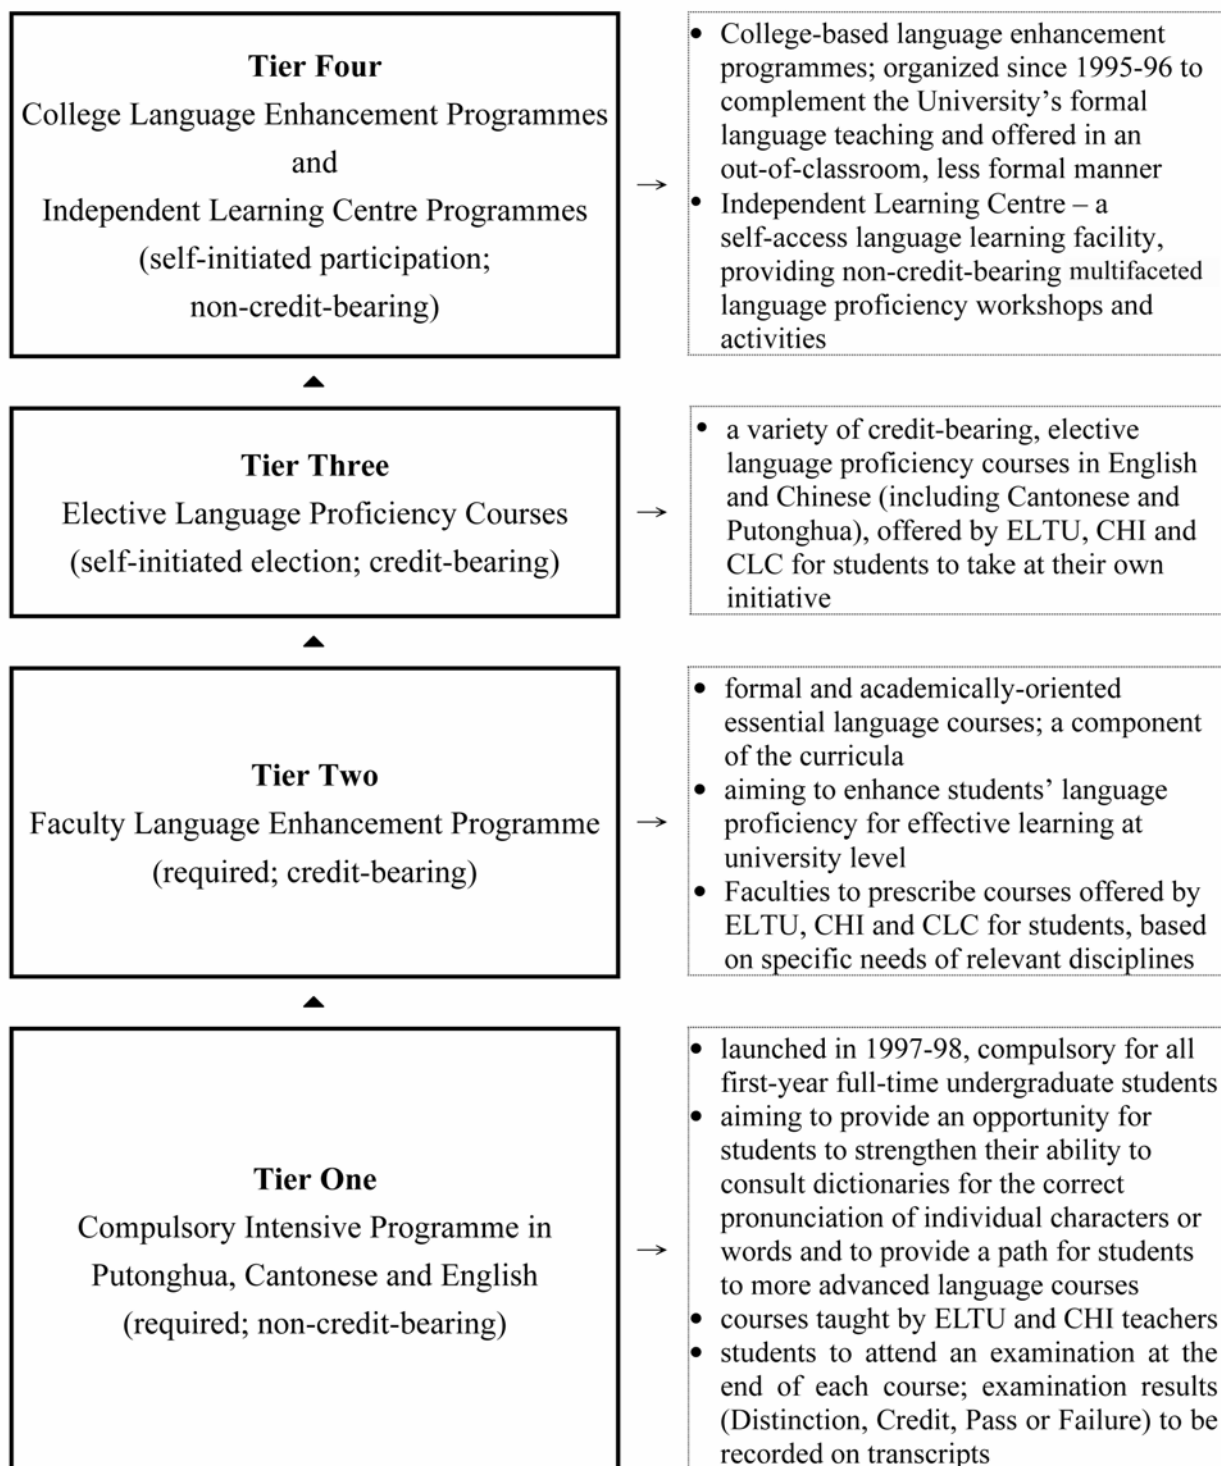 Tier Four
College Language Enhancement Programmes
and
Independent Learning Centre Programmes
(self-initiated participation;
non-credit-bearing)
→
• College-based language enhancement
programmes; organized since 1995-96 to
complement the University’s formal
language teaching and offered in an
out-of-classroom, less formal manner
• Independent Learning Centre – a
self-access language learning facility,
providing non-credit-bearing multifaceted
language proficiency workshops and
activities
Tier Three
Elective Language Proficiency Courses
(self-initiated election; credit-bearing)
→
• a variety of credit-bearing, elective
language proficiency courses in English
and Chinese (including Cantonese and
Putonghua), offered by ELTU, CHI and
CLC for students to take at their own
initiative
Tier Two
Faculty Language Enhancement Programme
(required; credit-bearing)
→
• formal and academically-oriented
essential language courses; a component
of the curricula
• aiming to enhance students’ language
proficiency for effective learning at
university level
• Faculties to prescribe courses offered by
ELTU, CHI and CLC for students, based
on specific needs of relevant disciplines
Tier One
Compulsory Intensive Programme in
Putonghua, Cantonese and English
(required; non-credit-bearing)
→
• launched in 1997-98, compulsory for all
first-year full-time undergraduate students
• aiming to provide an opportunity for
students to strengthen their ability to
consult dictionaries for the correct
pronunciation of individual characters or
words and to provide a path for students
to more advanced language courses
• courses taught by ELTU and CHI teachers
• students to attend an examination at the
end of each course; examination results
(Distinction, Credit, Pass or Failure) to be
recorded on transcripts